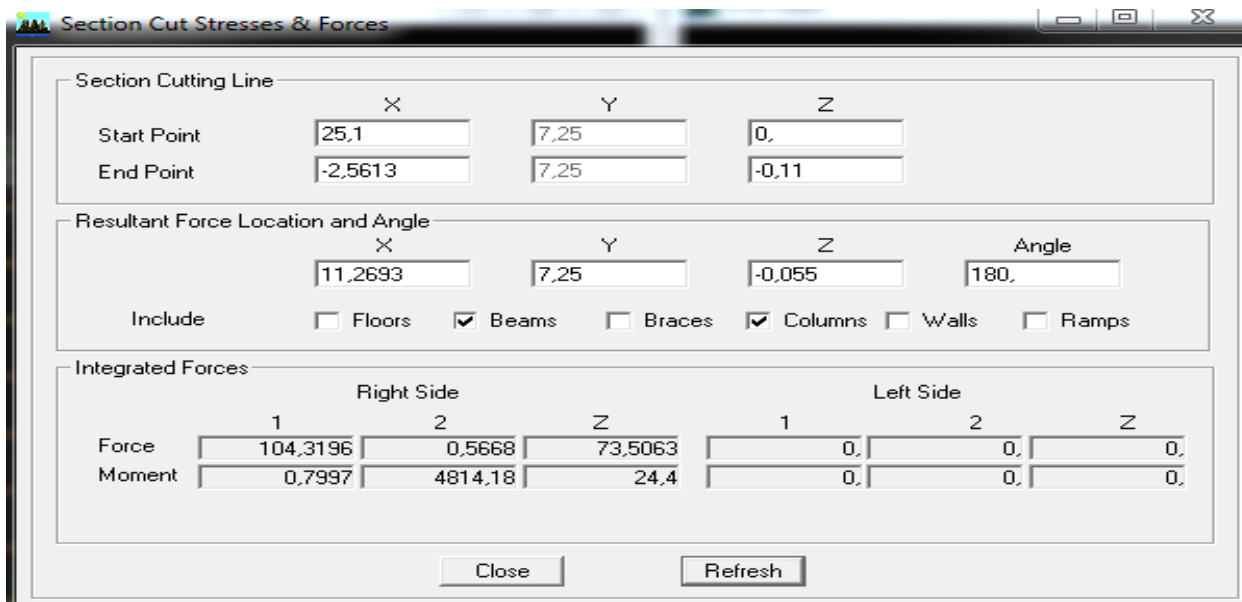 Section Cut Stresses & Forces
Section Cutting Line
X Y Z
Start Point 25,1 7,25 0,
End Point -2,5613 7,25 -0,11
Resultant Force Location and Angle
X Y Z Angle
11,2693 7,25 -0,055 180,
Include Floors Beams Braces Columns Walls Ramps
Integrated Forces
Right Side Left Side
1 2 Z 1 2 Z
Force 104,3196 0,5668 73,5063 0, 0, 0,
Moment 0,7997 4814,18 24,4 0, 0, 0,
Close Refresh